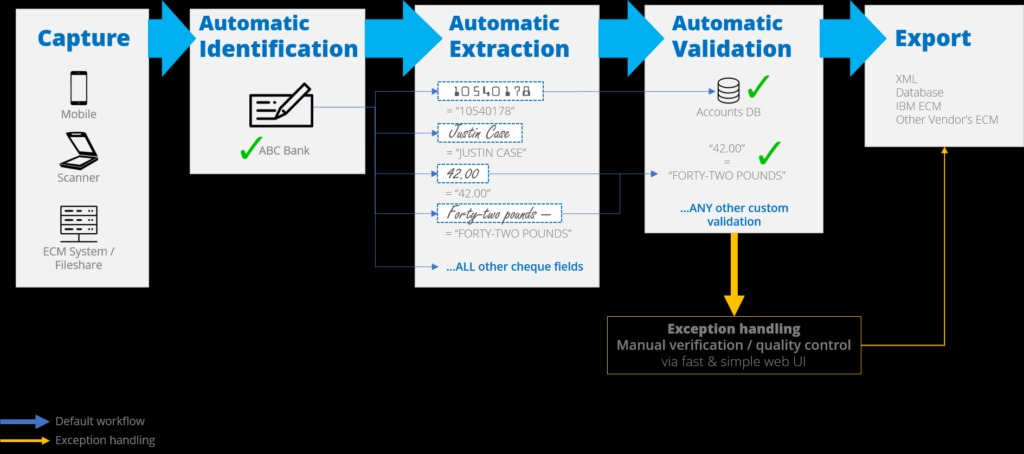 Capture
Mobile
Scanner
ECM System /
Fileshare
Automatic
Identification
ABC Bank
Automatic
Extraction
10540178
= “10540178”
Justin Case
= “JUSTIN CASE”
42.00
= “42.00”
Forty-two pounds —
= “FORTY-TWO POUNDS”
...ALL other cheque fields
Automatic
Validation
Accounts DB
“42.00”
=
“FORTY-TWO POUNDS”
...ANY other custom
validation
Export
XML
Database
IBM ECM
Other Vendor’s ECM
Exception handling
Manual verification / quality control
via fast & simple web UI
Default workflow
Exception handling